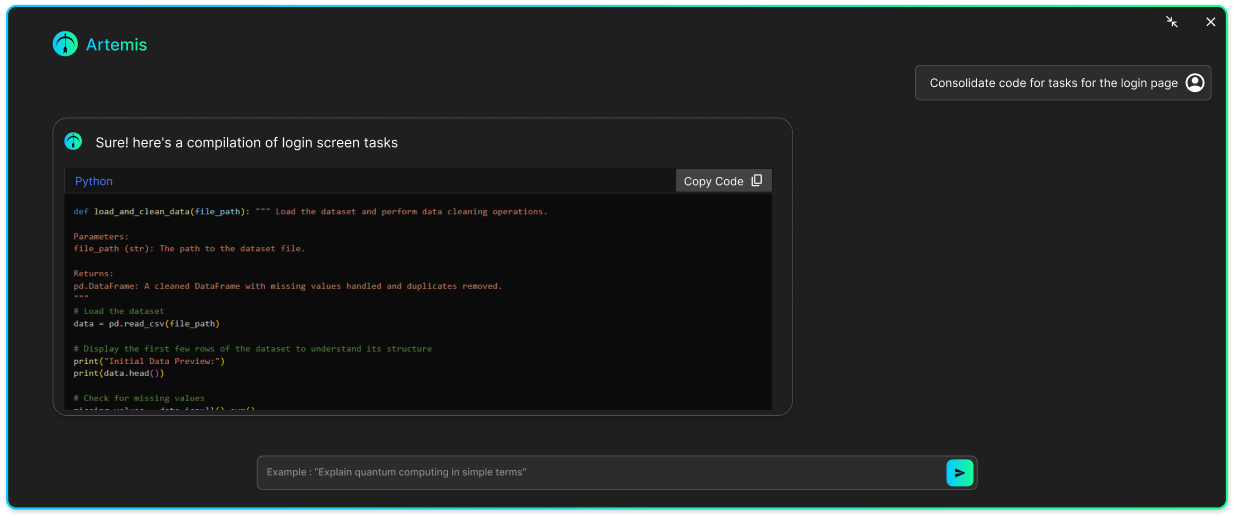 Artemis
Consolidate code for tasks for the login page
Sure! here's a compilation of login screen tasks
Python
Copy Code
def load_and_clean_data(file_path): """ Load the dataset and perform data cleaning operations.
Parameters:
file_path (str): The path to the dataset file.
Returns:
pd.DataFrame: A cleaned DataFrame with missing values handled and duplicates removed.
"""
# Load the dataset
data = pd.read_csv(file_path)
# Display the first few rows of the dataset to understand its structure
print("Initial Data Preview:")
print(data.head())
# Check for missing values
Example : "Explain quantum computing in simple terms"